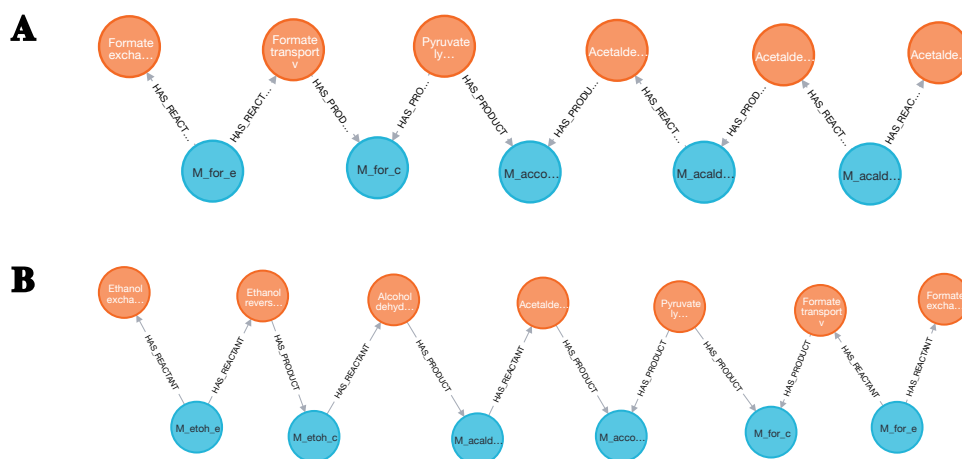 A
Formate
excha…
Formate
transport
v
Pyruvate
ly…
Acetalde…
Acetalde…
Acetalde…
HAS_REACT…
HAS_REACT…
HAS_PROD…
HAS_PRO…
HAS_PRODUCT
HAS_PRODU…
HAS_REACT…
HAS_PROD…
HAS_REACT…
HAS_REAC…
M_for_e
M_for_c
M_acco…
M_acald…
M_acald…
B
Ethanol
excha…
Ethanol
revers…
Alcohol
dehyd…
Acetalde…
Pyruvate
ly…
Formate
transport
v
Formate
excha…
HAS_REACTANT
HAS_REACTANT
HAS_PRODUCT
HAS_REACTANT
HAS_PRODUCT
HAS_REACTANT
HAS_PRODUCT
HAS_PRODUCT
HAS_PRODUCT
HAS_PRODUCT
HAS_REACTANT
HAS_REACTANT
M_etoh_e
M_etoh_c
M_acald…
M_acco…
M_for_c
M_for_e